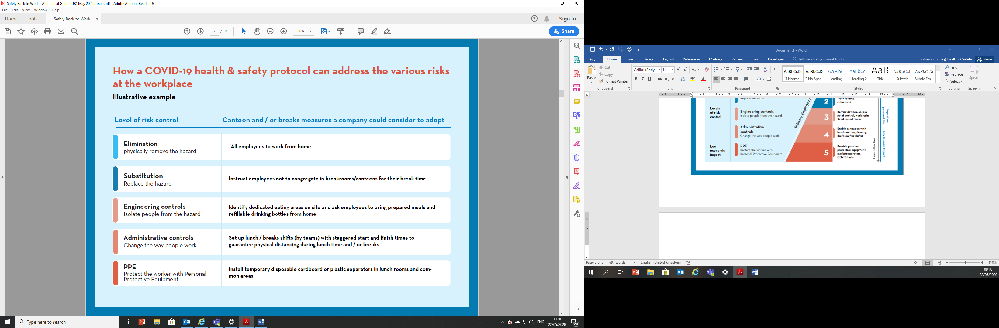 Safely Back to Work - A Practical Guide (UK) May 2020 (final).pdf - Adobe Acrobat Reader DC
File Edit View Window Help
Home Tools Safely Back to Work... ×
Sign In
7 / 34
100%
Share
How a COVID-19 health & safety protocol can address the various risks
at the workplace
Illustrative example
Level of risk control Canteen and / or breaks measures a company could consider to adopt
Elimination
physically remove the hazard
All employees to work from home
Substitution
Replace the hazard
Instruct employees not to congregate in breakrooms/canteens for their break time
Engineering controls
Isolate people from the hazard
Identify dedicated eating areas on site and ask employees to bring prepared meals and
refillable drinking bottles from home
Administrative controls
Change the way people work
Set up lunch / breaks shifts (by teams) with staggered start and finish times to
guarantee physical distancing during lunch time and / or breaks
PPE
Protect the worker with Personal
Protective Equipment
Install temporary disposable cardboard or plastic separators in lunch rooms and com-
mon areas
Type here to search
ENG
09:10
22/05/2020
20
Document1 - Word
File Home Insert Design Layout References Mailings Review View Developer Tell me what you want to do...
Johnson Fiona@Health & Safety Share
Paste
Cut
Copy
Format Painter
Clipboard
Calibri (Body) 11
Font
Paragraph
AaBbCcDc AaBbCcDc AaBbC AaBbCcC AaB AaBbCcD AaBbCcDc
¶ Normal ¶ No Spac... Heading 1 Heading 2 Title Subtitle Subtle Em...
Styles
Find
Replace
Select
Editing
Speak
Speech
Replace the hazard
Levels
of risk
control
Engineering controls
Isolate people from the hazard
Administrative
controls
Change the way people work
Low
economic
impact
PPE
Protect the worker with
Personal Protective Equipment
Primary Employer
2
Work remote,
close 1 site
3
Barrier devices, access
point control, working in
fixed tested teams
4
Enable sanitation with
hand sanitiser,cleaning
(before/after shifts)
5
Provide personal
protective equipment,
masks/respirators,
COVID tests
Least Effective
Impact on
personal life
Low Human Impact
Page 3 of 3 697 words English (United Kingdom)
110%
09:10
22/05/2020